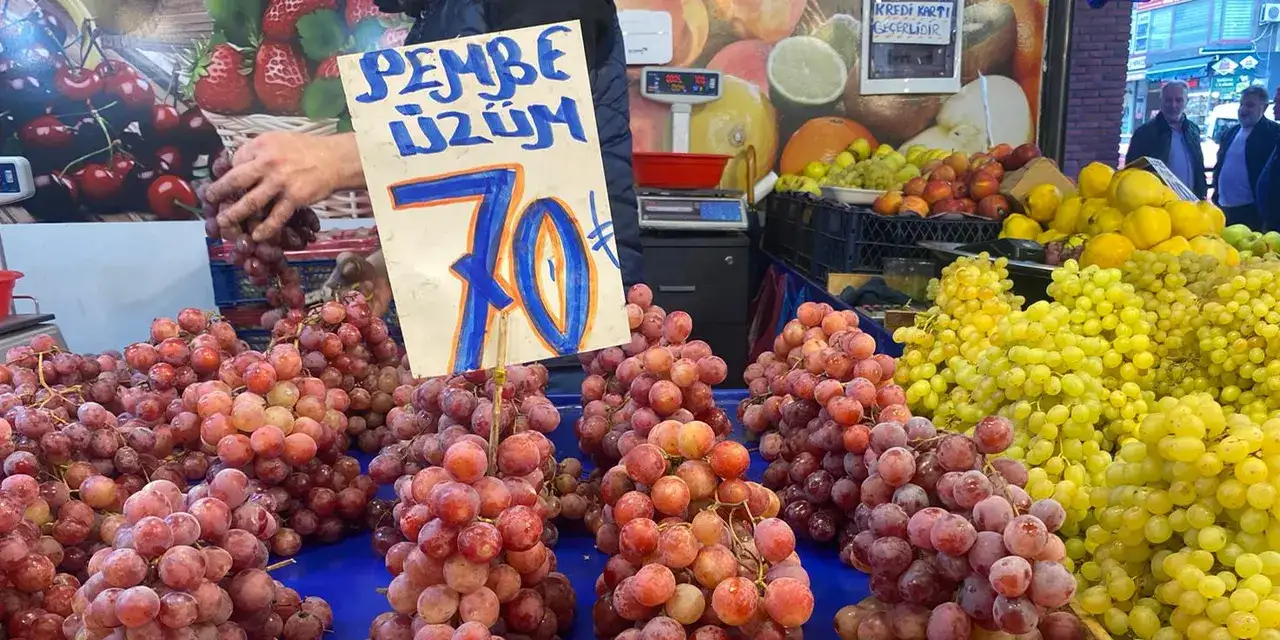 PEMBE
ÜZÜM
70 ₺
KREDİ KARTI
GEÇERLİDİR